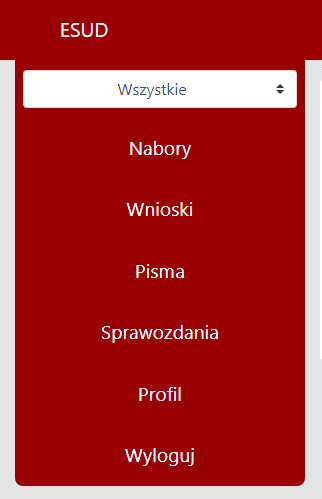 ESUD
Wszystkie
Nabory
Wnioski
Pisma
Sprawozdania
Profil
Wyloguj